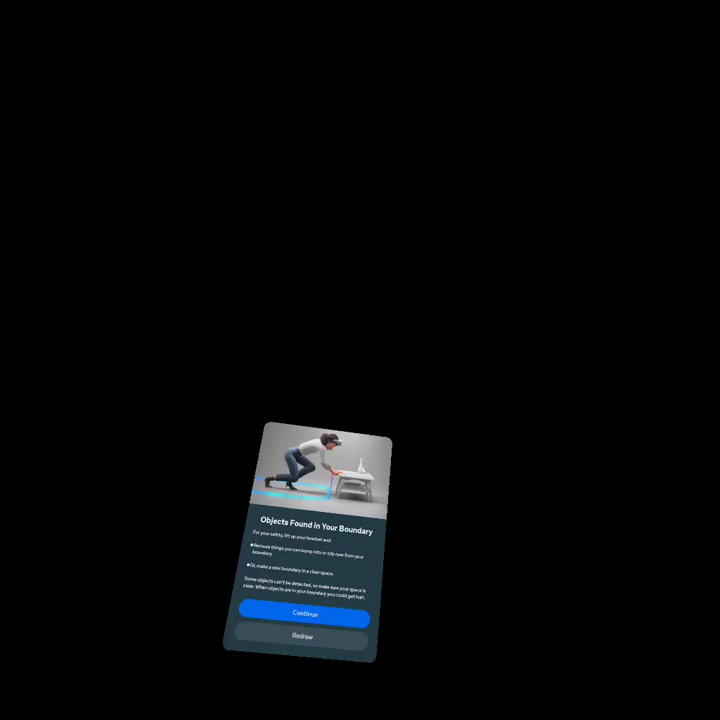 Objects Found in Your Boundary
For your safety, lift up your headset and:
•Remove things you can bump into or trip over from your
boundary.
•Or, make a new boundary in a clear space.
Some objects can't be detected, so make sure your space is
clear. When objects are in your boundary you could get hurt.
Continue
Redraw